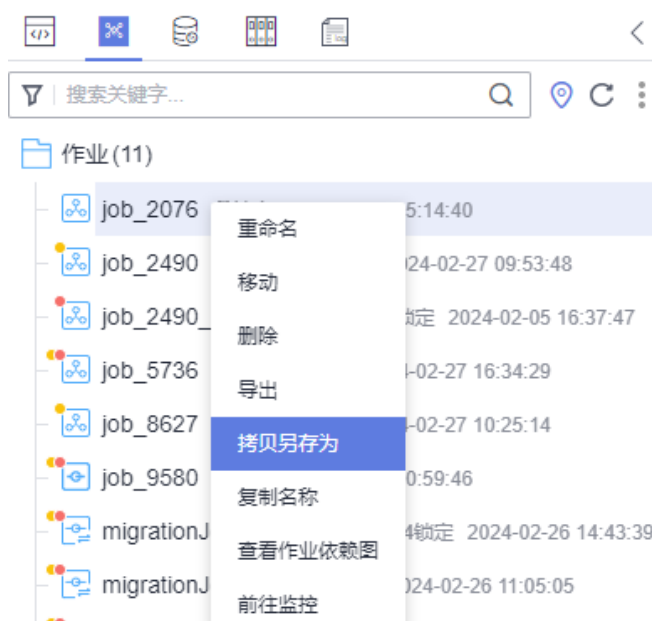 搜索关键字...
作业 (11)
job_2076 5:14:40
重命名
job_2490 24-02-27 09:53:48
移动
job_2490_ 锁定 2024-02-05 16:37:47
删除
job_5736 -02-27 16:34:29
导出
job_8627 -02-27 10:25:14
拷贝另存为
job_9580 0:59:46
复制名称
migrationJ 4锁定 2024-02-26 14:43:39
查看作业依赖图
migrationJ 24-02-26 11:05:05
前往监控